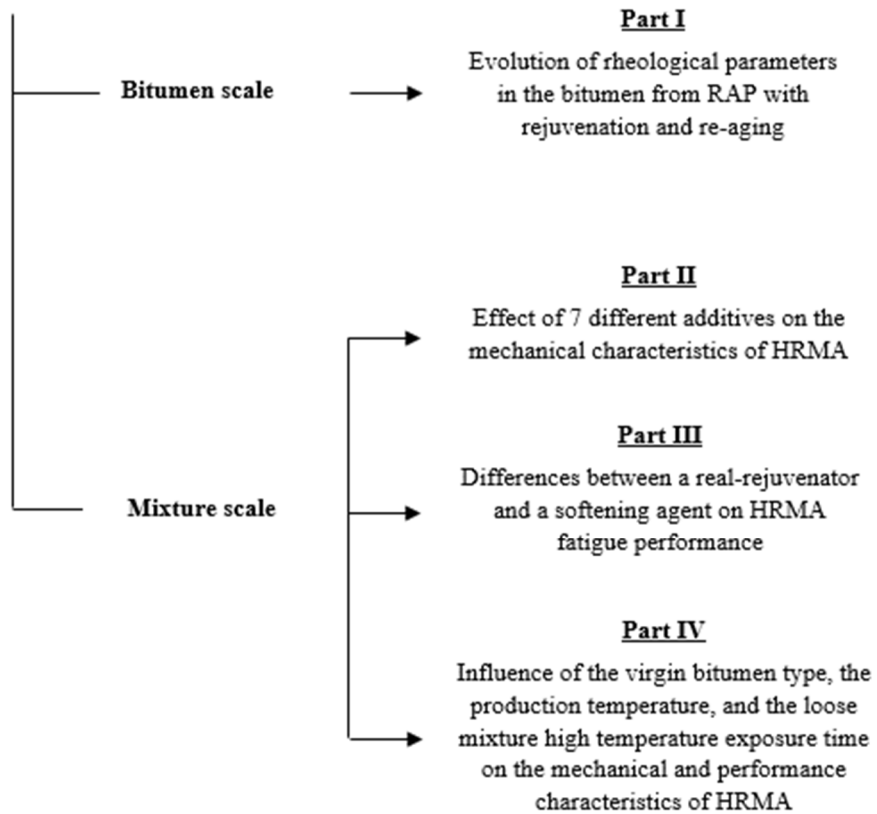 Part I
Bitumen scale
Evolution of rheological parameters
in the bitumen from RAP with
rejuvenation and re-aging
Part II
Effect of 7 different additives on the
mechanical characteristics of HRMA
Mixture scale
Part III
Differences between a real-rejuvenator
and a softening agent on HRMA
fatigue performance
Part IV
Influence of the virgin bitumen type, the
production temperature, and the loose
mixture high temperature exposure time
on the mechanical and performance
characteristics of HRMA